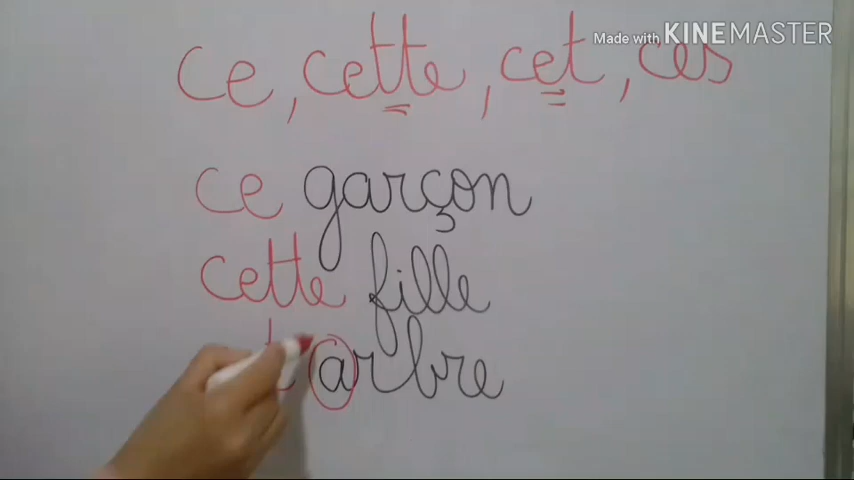 Made with KINEMASTER
ce, cette, cet, ces
ce garçon
cette fille
arbre